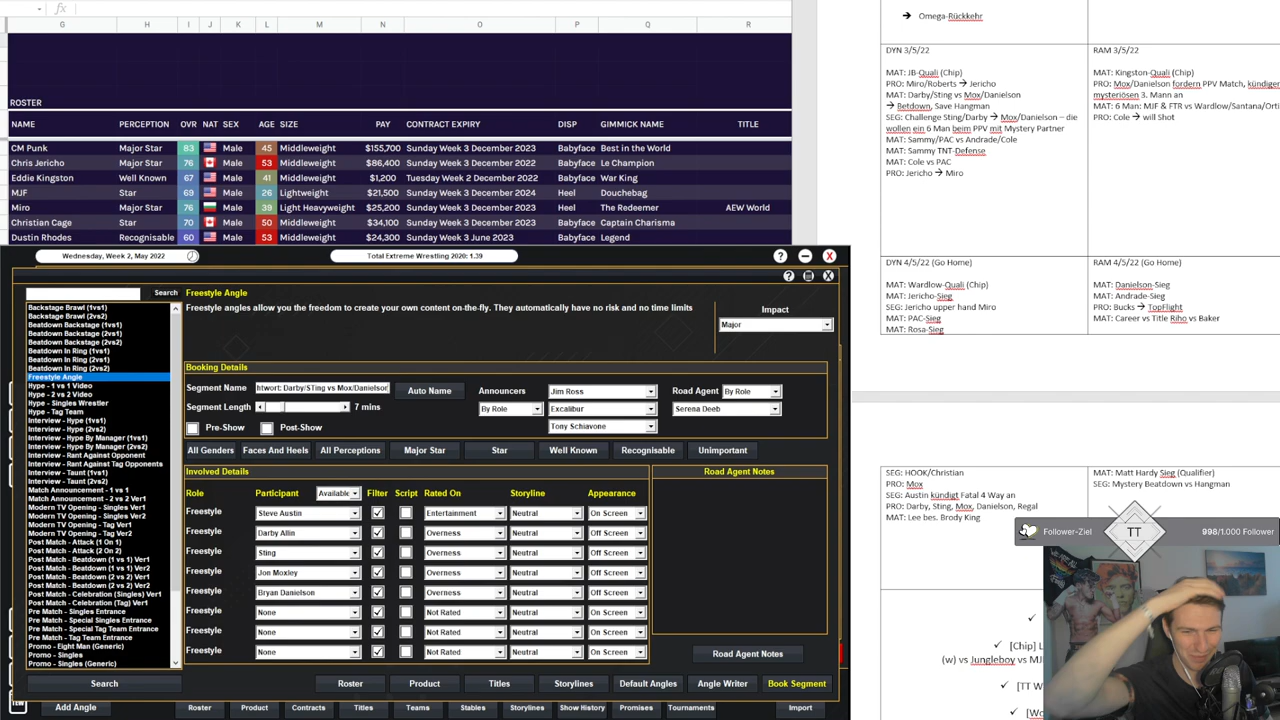 fx
G H I J K L M N O P Q R
ROSTER
NAME PERCEPTION OVR NAT SEX AGE SIZE PAY CONTRACT EXPIRY DISP GIMMICK NAME TITLE
CM Punk Major Star 83 Male 45 Middleweight $155,700 Sunday Week 3 December 2023 Babyface Best in the World
Chris Jericho Major Star 76 Male 53 Middleweight $86,400 Sunday Week 3 December 2022 Babyface Le Champion
Eddie Kingston Well Known 67 Male 41 Middleweight $1,200 Tuesday Week 2 December 2022 Babyface War King
MJF Star 69 Male 26 Lightweight $21,500 Sunday Week 3 December 2024 Heel Douchebag
Miro Major Star 76 Male 39 Light Heavyweight $25,200 Sunday Week 3 December 2023 Heel The Redeemer AEW World
Christian Cage Star 70 Male 50 Middleweight $34,100 Sunday Week 3 December 2023 Babyface Captain Charisma
Dustin Rhodes Recognisable 60 Male 53 Middleweight $24,300 Sunday Week 3 June 2023 Babyface Legend
Wednesday, Week 2, May 2022 Total Extreme Wrestling 2020: 1.39 ? X
? X
Search
Backstage Brawl (1vs1)
Backstage Brawl (2vs2)
Beatdown Backstage (1vs1)
Beatdown Backstage (2vs1)
Beatdown Backstage (2vs2)
Beatdown In Ring (1vs1)
Beatdown In Ring (2vs1)
Beatdown In Ring (2vs2)
Freestyle Angle
Hype - 1 vs 1 Video
Hype - 2 vs 2 Video
Hype - Singles Wrestler
Hype - Tag Team
Interview - Hype (1vs1)
Interview - Hype (2vs2)
Interview - Hype By Manager (1vs1)
Interview - Hype By Manager (2vs2)
Interview - Rant Against Opponent
Interview - Rant Against Tag Opponents
Interview - Taunt (1vs1)
Interview - Taunt (2vs2)
Match Announcement - 1 vs 1
Match Announcement - 2 vs 2 Ver1
Modern TV Opening - Singles Ver1
Modern TV Opening - Singles Ver2
Modern TV Opening - Tag Ver1
Modern TV Opening - Tag Ver2
Post Match - Attack (1 On 1)
Post Match - Attack (2 On 2)
Post Match - Beatdown (1 vs 1) Ver1
Post Match - Beatdown (1 vs 1) Ver2
Post Match - Beatdown (2 vs 2) Ver1
Post Match - Beatdown (2 vs 2) Ver2
Post Match - Celebration (Singles) Ver1
Post Match - Celebration (Tag) Ver1
Pre Match - Singles Entrance
Pre Match - Special Singles Entrance
Pre Match - Special Tag Team Entrance
Pre Match - Tag Team Entrance
Promo - Eight Man (Generic)
Promo - Singles
Promo - Singles (Generic)
Search
Add Angle
Freestyle Angle
Freestyle angles allow you the freedom to create your own content on-the-fly. They automatically have no risk and no time limits
Impact
Major
Booking Details
Segment Name htwort: Darby/STing vs Mox/Danielson Auto Name Announcers Jim Ross Road Agent By Role
Segment Length 7 mins By Role Excalibur Serena Deeb
Pre-Show Post-Show Tony Schiavone
All Genders Faces And Heels All Perceptions Major Star Star Well Known Recognisable Unimportant
Involved Details Road Agent Notes
Role Participant Available Filter Script Rated On Storyline Appearance
Freestyle Steve Austin Entertainment Neutral On Screen
Freestyle Darby Allin Overness Neutral Off Screen
Freestyle Sting Overness Neutral Off Screen
Freestyle Jon Moxley Overness Neutral Off Screen
Freestyle Bryan Danielson Overness Neutral Off Screen
Freestyle None Not Rated Neutral On Screen
Freestyle None Not Rated Neutral On Screen
Freestyle None Not Rated Neutral On Screen
Road Agent Notes
Roster Product Titles Storylines Default Angles Angle Writer Book Segment
Roster Product Contracts Titles Teams Stables Storylines Show History Promises Tournaments Import
→ Omega-Rückkehr
DYN 3/5/22
MAT: JB-Quali (Chip)
PRO: Miro/Roberts → Jericho
MAT: Darby/Sting vs Mox/Danielson
→ Betdown, Save Hangman
SEG: Challenge Sting/Darby → Mox/Danielson – die
wollen ein 6 Man beim PPV mit Mystery Partner
MAT: Sammy/PAC vs Andrade/Cole
MAT: Sammy TNT-Defense
MAT: Cole vs PAC
PRO: Jericho → Miro
RAM 3/5/22
MAT: Kingston-Quali (Chip)
PRO: Mox/Danielson fordern PPV Match, kündigen
mysteriösen 3. Mann an
MAT: 6 Man: MJF & FTR vs Wardlow/Santana/Orti
PRO: Cole → will Shot
DYN 4/5/22 (Go Home)
MAT: Wardlow-Quali (Chip)
MAT: Jericho-Sieg
SEG: Jericho upper hand Miro
MAT: PAC-Sieg
MAT: Rosa-Sieg
RAM 4/5/22 (Go Home)
MAT: Danielson-Sieg
MAT: Andrade-Sieg
PRO: Bucks → TopFlight
MAT: Career vs Title Riho vs Baker
SEG: HOOK/Christian
PRO: Mox
SEG: Austin kündigt Fatal 4 Way an
PRO: Darby, Sting, Mox, Danielson, Regal
MAT: Lee bes. Brody King
MAT: Matt Hardy Sieg (Qualifier)
SEG: Mystery Beatdown vs Hangman
Follower-Ziel TT 998/1.000 Follower
✓
✓ [Chip] L
(w) vs Jungleboy vs MJ
✓ [TT W
✓ [Wo